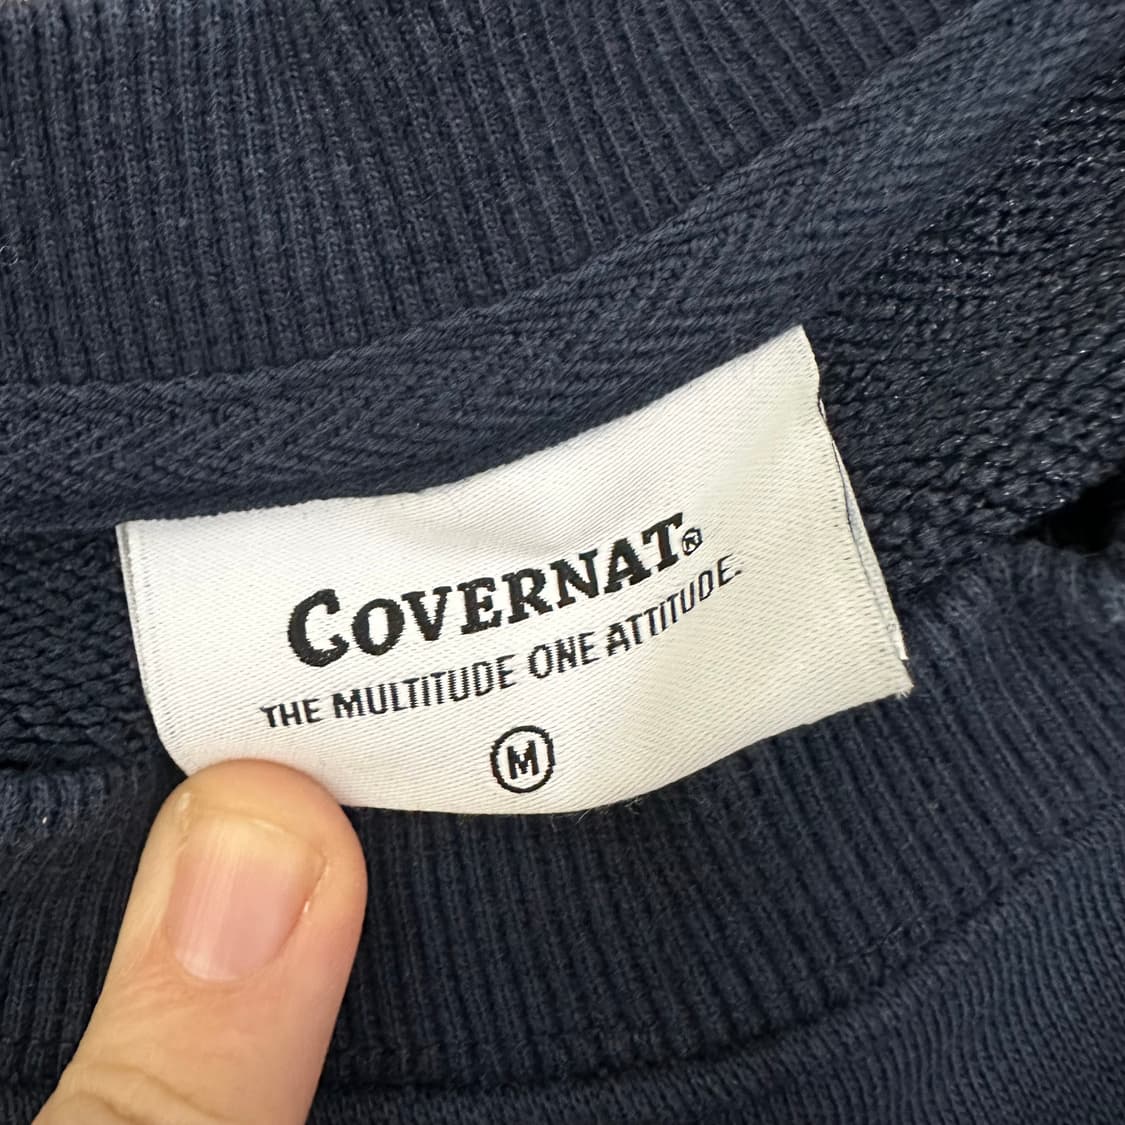 COVERNAT®
THE MULTITUDE ONE ATTITUDE.
M